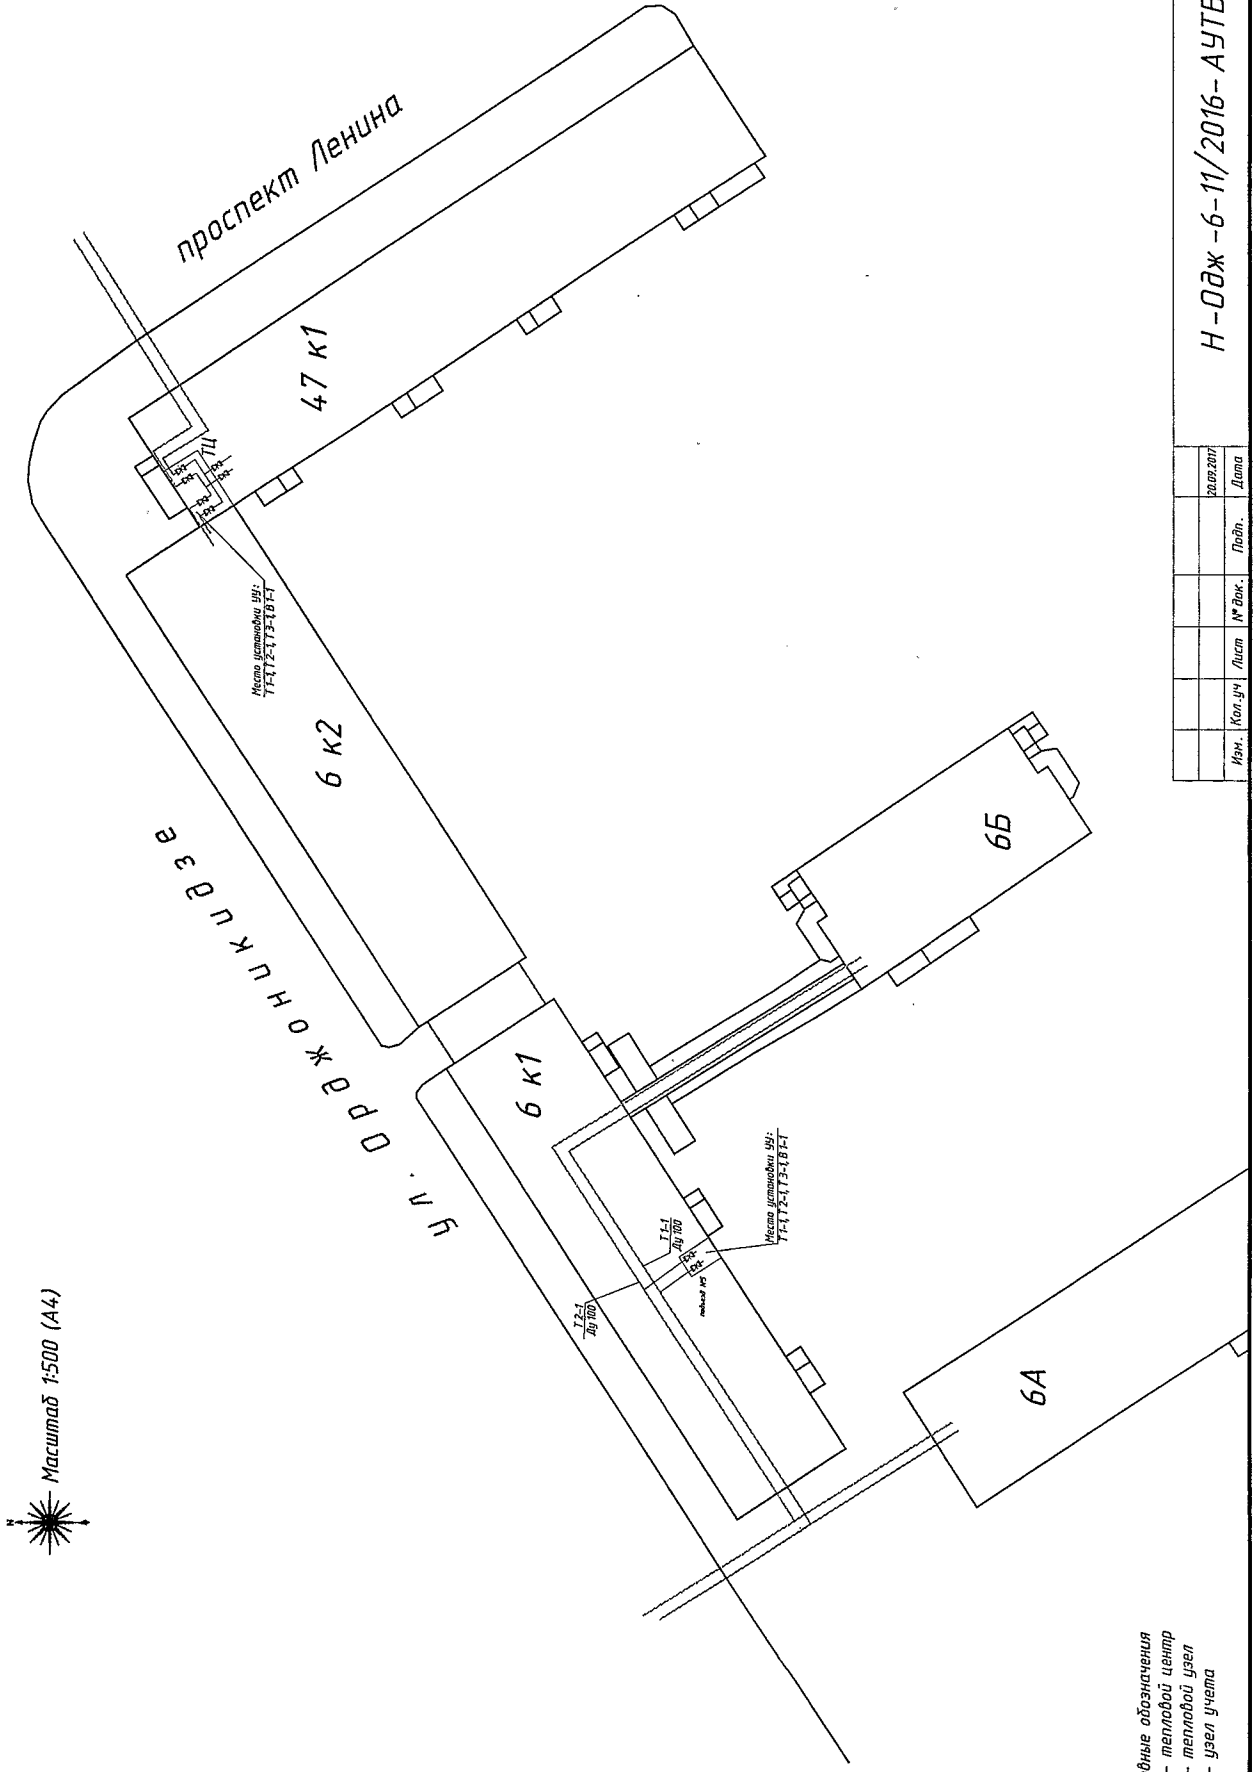 N
Масштаб 1:500 (А4)
ул. Орджоникидзе
проспект Ленина
47 к1
ТЦ
Место установки УУ:
Т1-1, Т2-1, Т3-1, В1-1
6 к2
6 к1
Т2-1
Ду 100
Т1-1
Ду 100
подъезд №5
Место установки УУ:
Т1-1, Т2-1, Т3-1, В1-1
6Б
6А
вные обозначения
- тепловой центр
- тепловой узел
- узел учета
Н-Одж-6-11/2016-АУТВ
20.09.2017
Изм. Кол.уч Лист № док. Подп. Дата